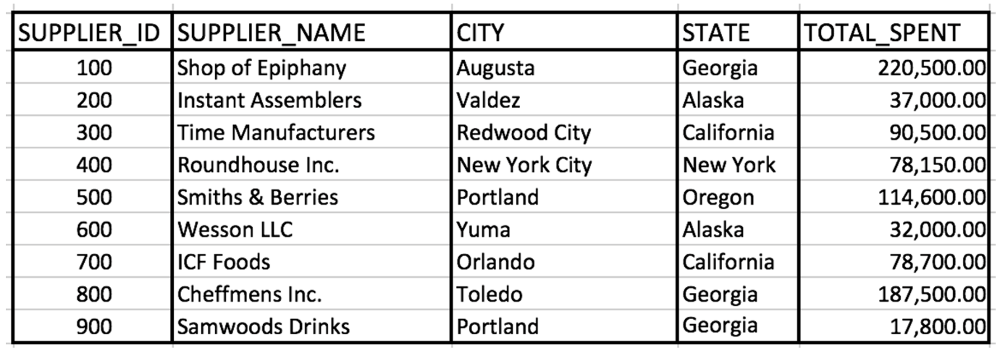 SUPPLIER_ID SUPPLIER_NAME CITY STATE TOTAL_SPENT
100 Shop of Epiphany Augusta Georgia 220,500.00
200 Instant Assemblers Valdez Alaska 37,000.00
300 Time Manufacturers Redwood City California 90,500.00
400 Roundhouse Inc. New York City New York 78,150.00
500 Smiths & Berries Portland Oregon 114,600.00
600 Wesson LLC Yuma Alaska 32,000.00
700 ICF Foods Orlando California 78,700.00
800 Cheffmens Inc. Toledo Georgia 187,500.00
900 Samwoods Drinks Portland Georgia 17,800.00